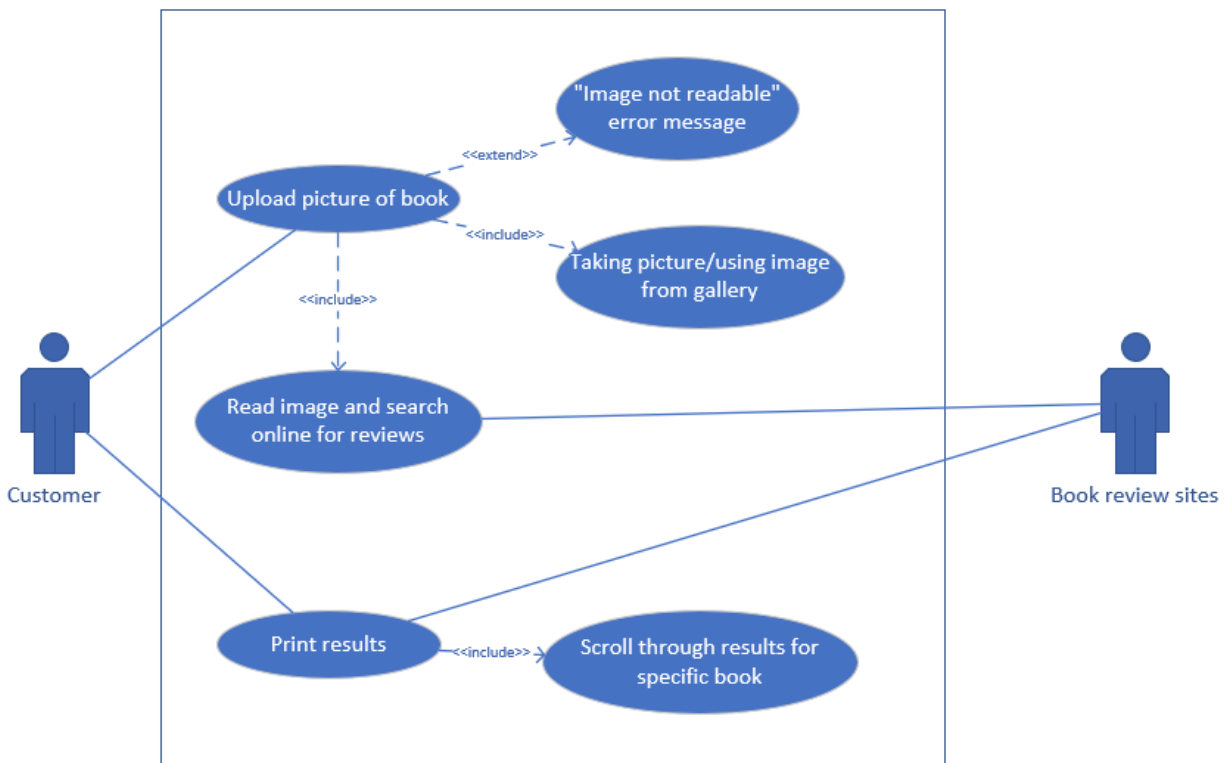 "Image not readable"
error message
<<extend>>
Upload picture of book
<<include>>
Taking picture/using image
from gallery
<<include>>
Read image and search
online for reviews
Customer
Book review sites
Print results
<<include>>
Scroll through results for
specific book